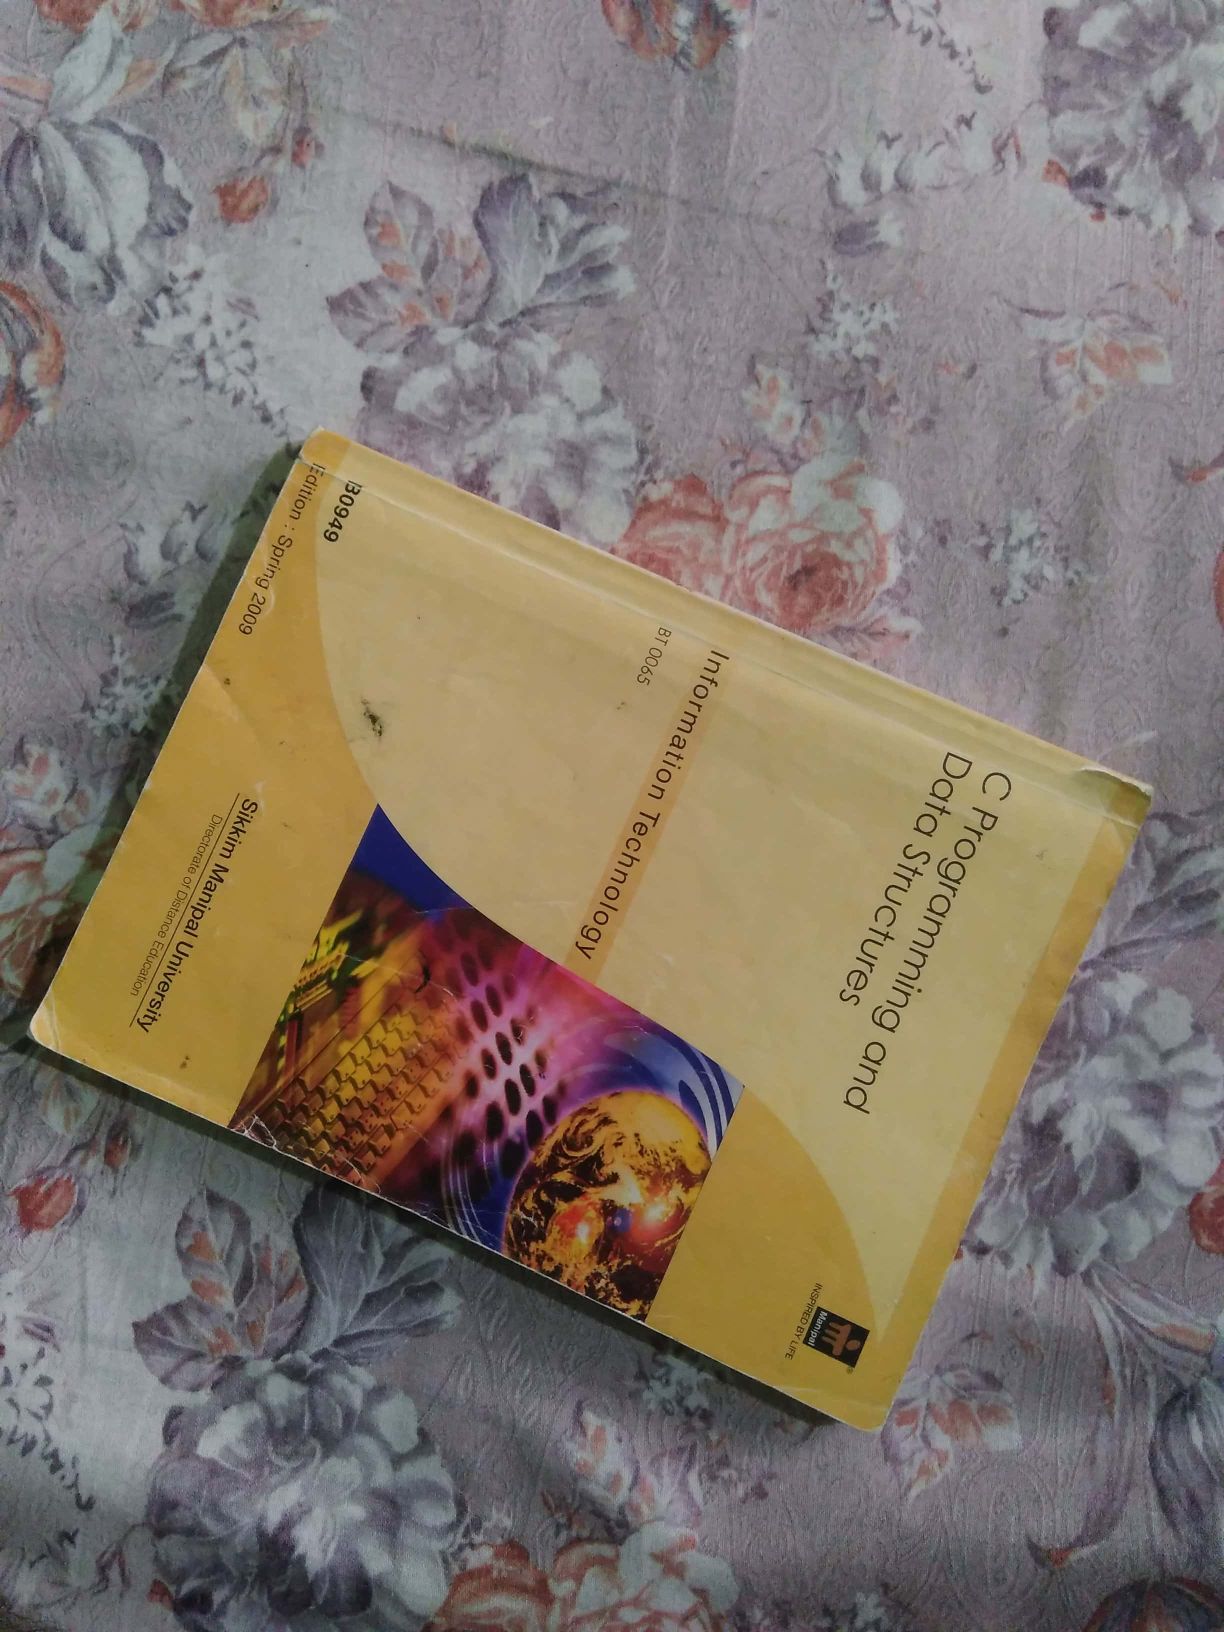 C Programming and
Data Structures
Information Technology
BT 0065
B0949
Edition : Spring 2009
Manipal
INSPIRED BY LIFE
Sikkim Manipal University
Directorate of Distance Education